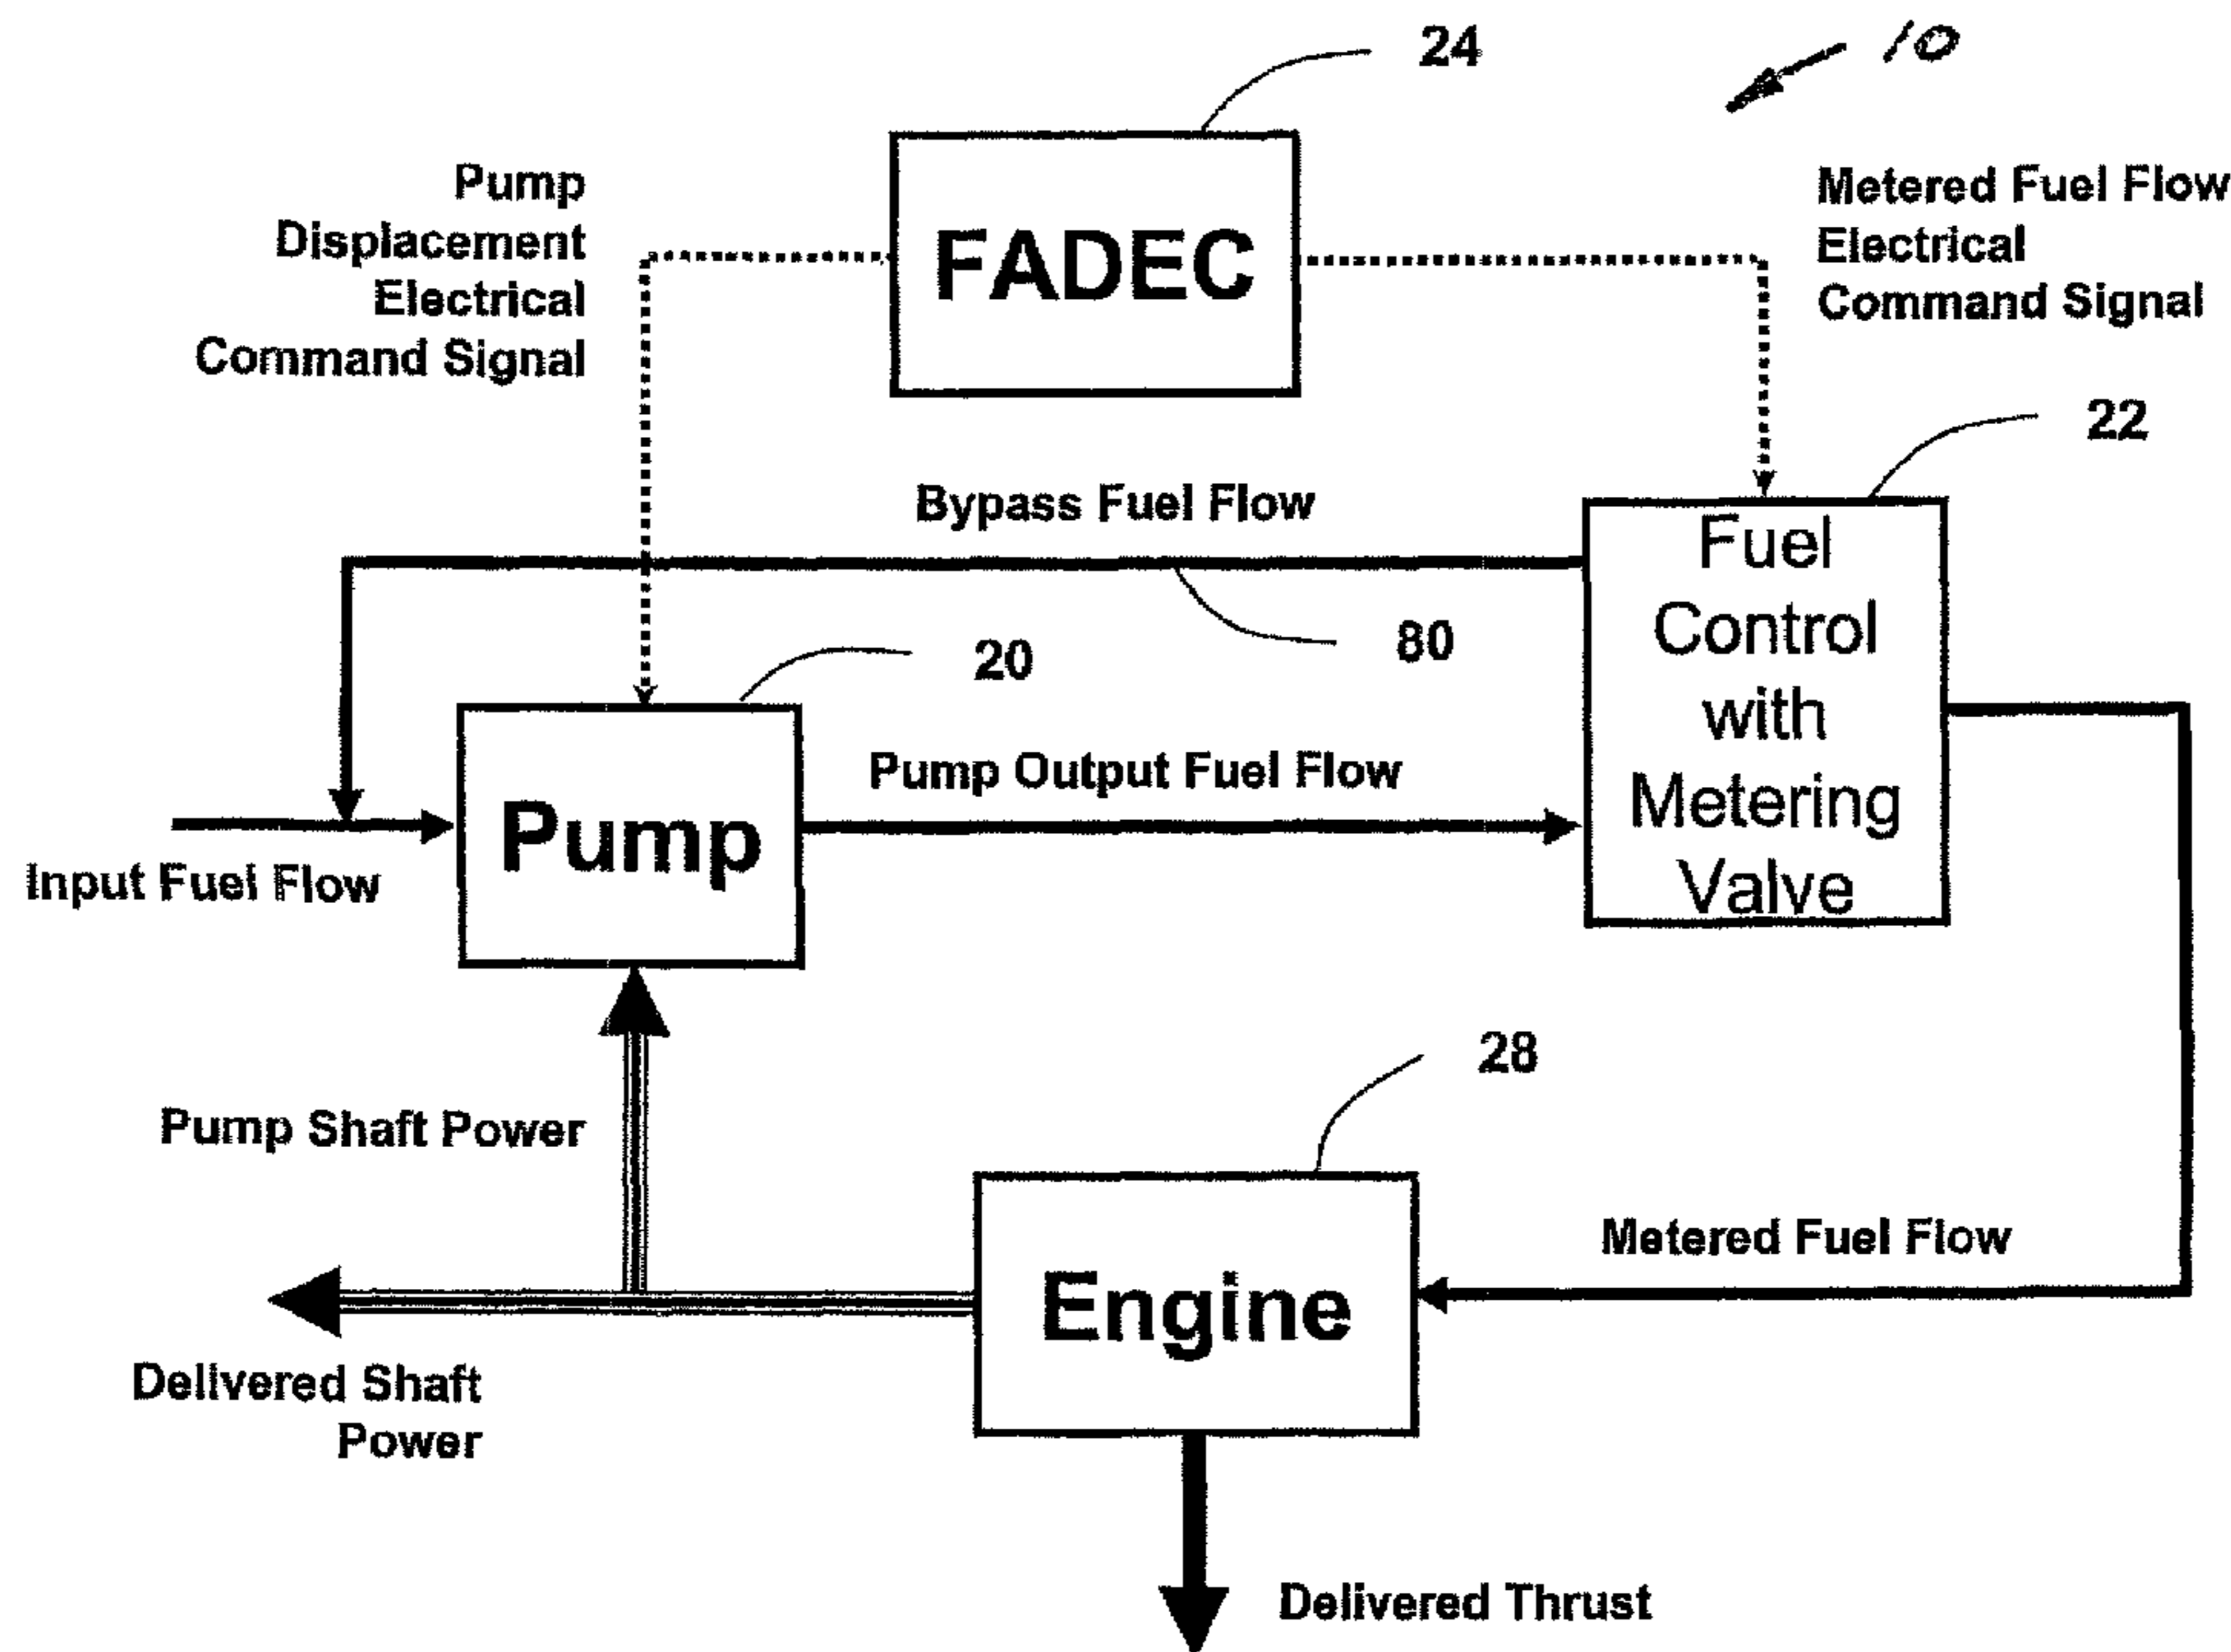 24
10
Pump
Displacement
Electrical
Command Signal
FADEC
Metered Fuel Flow
Electrical
Command Signal
22
Bypass Fuel Flow
80
Fuel
Control
with
Metering
Valve
20
Pump
Pump Output Fuel Flow
Input Fuel Flow
Pump Shaft Power
28
Engine
Metered Fuel Flow
Delivered Shaft
Power
Delivered Thrust